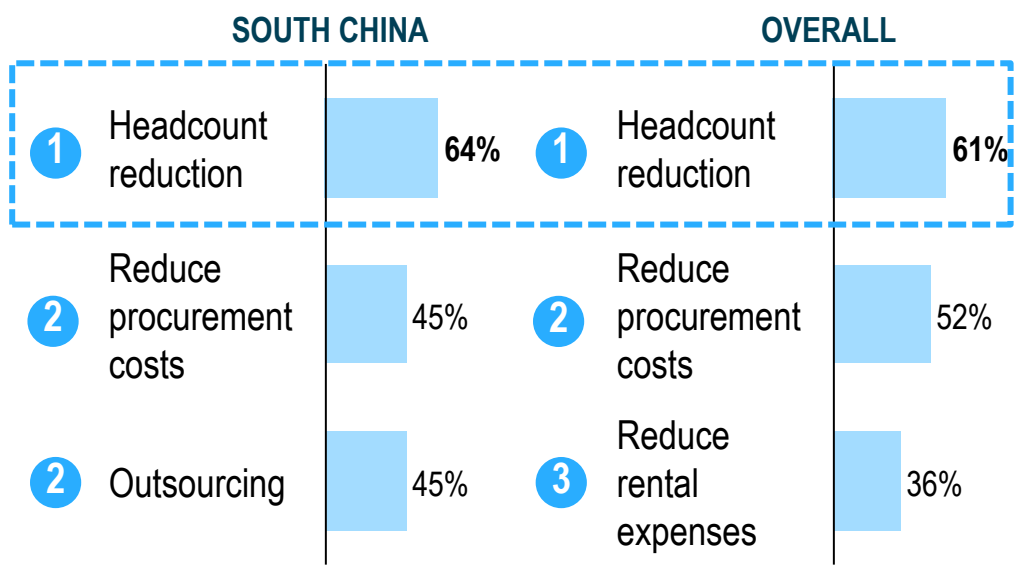 SOUTH CHINA
OVERALL
1
Headcount
reduction
64%
1
Headcount
reduction
61%
2
Reduce
procurement
costs
45%
2
Reduce
procurement
costs
52%
2
Outsourcing
45%
3
Reduce
rental
expenses
36%